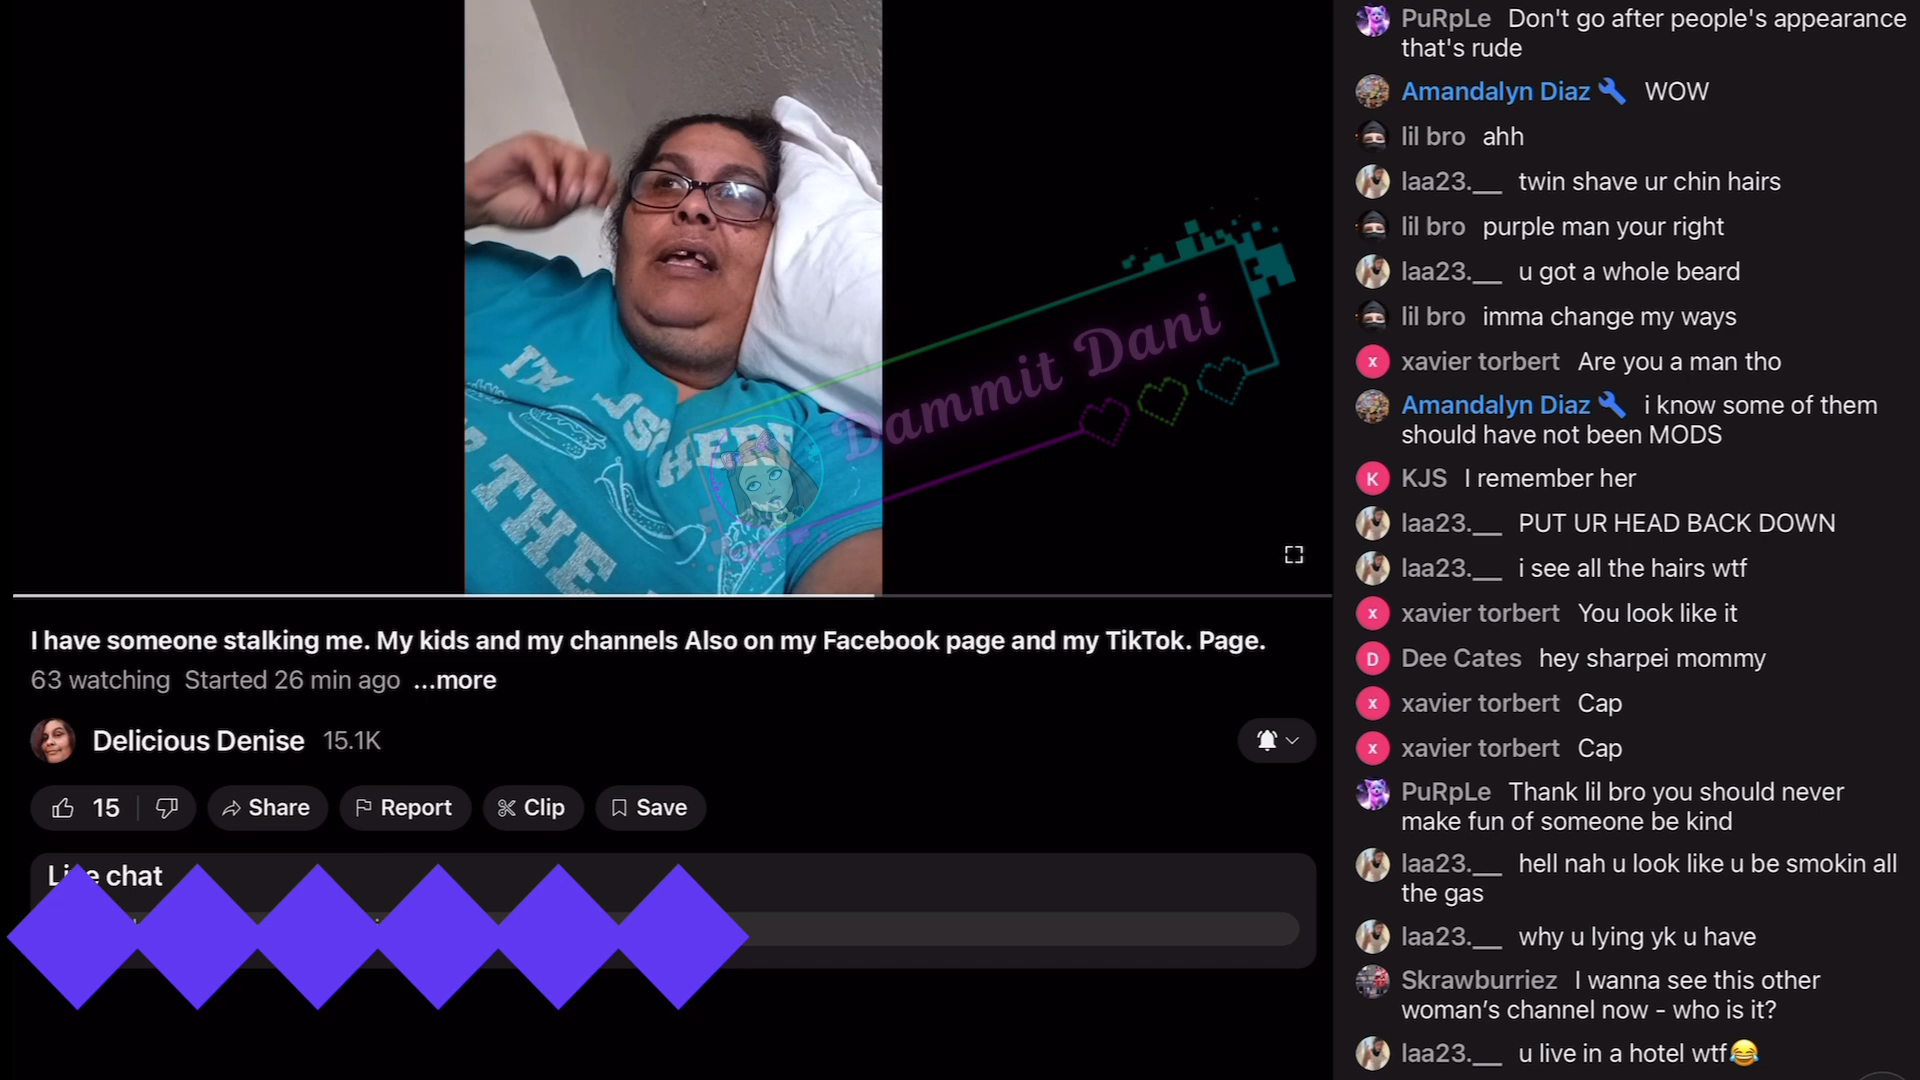 I'M JST HERE
THE
Dammit Dani
I have someone stalking me. My kids and my channels Also on my Facebook page and my TikTok. Page.
63 watching Started 26 min ago ...more
Delicious Denise 15.1K
15 Share Report Clip Save
Live chat
PuRpLe Don't go after people's appearance
that's rude
Amandalyn Diaz WOW
lil bro ahh
laa23.__ twin shave ur chin hairs
lil bro purple man your right
laa23.__ u got a whole beard
lil bro imma change my ways
x xavier torbert Are you a man tho
Amandalyn Diaz i know some of them
should have not been MODS
K KJS I remember her
laa23.__ PUT UR HEAD BACK DOWN
laa23.__ i see all the hairs wtf
x xavier torbert You look like it
D Dee Cates hey sharpei mommy
x xavier torbert Cap
x xavier torbert Cap
PuRpLe Thank lil bro you should never
make fun of someone be kind
laa23.__ hell nah u look like u be smokin all
the gas
laa23.__ why u lying yk u have
Skrawburriez I wanna see this other
woman's channel now - who is it?
laa23.__ u live in a hotel wtf😂